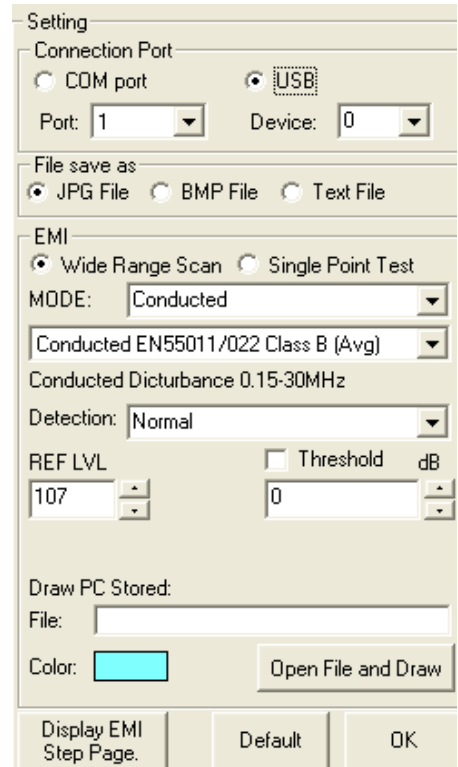 Setting
Connection Port
COM port USB
Port: 1 Device: 0
File save as
JPG File BMP File Text File
EMI
Wide Range Scan Single Point Test
MODE: Conducted
Conducted EN55011/022 Class B (Avg)
Conducted Dicturbance 0.15-30MHz
Detection: Normal
REF LVL Threshold dB
107 0
Draw PC Stored:
File:
Color: Open File and Draw
Display EMI
Step Page. Default OK